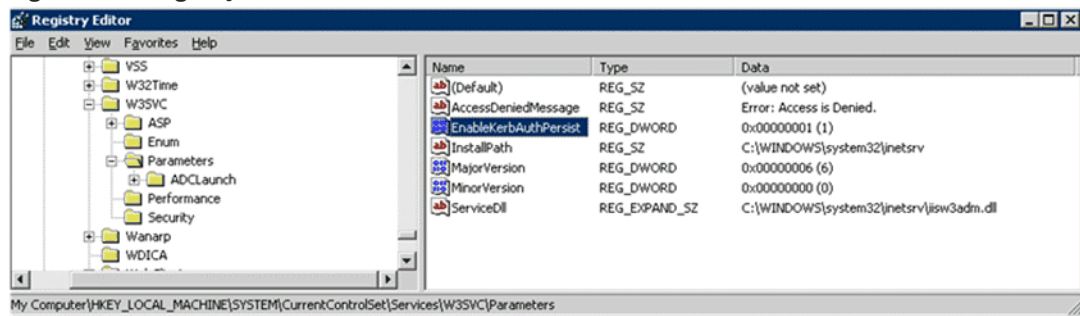 Registry Editor
File Edit View Favorites Help
VSS
W32Time
W3SVC
ASP
Enum
Parameters
ADCLaunch
Performance
Security
Wanarp
WDICA
Name Type Data
(Default) REG_SZ (value not set)
AccessDeniedMessage REG_SZ Error: Access is Denied.
EnableKerbAuthPersist REG_DWORD 0x00000001 (1)
InstallPath REG_SZ C:\WINDOWS\system32\inetsrv
MajorVersion REG_DWORD 0x00000006 (6)
MinorVersion REG_DWORD 0x00000000 (0)
ServiceDll REG_EXPAND_SZ C:\WINDOWS\system32\inetsrv\iisw3adm.dll
My Computer\HKEY_LOCAL_MACHINE\SYSTEM\CurrentControlSet\Services\W3SVC\Parameters